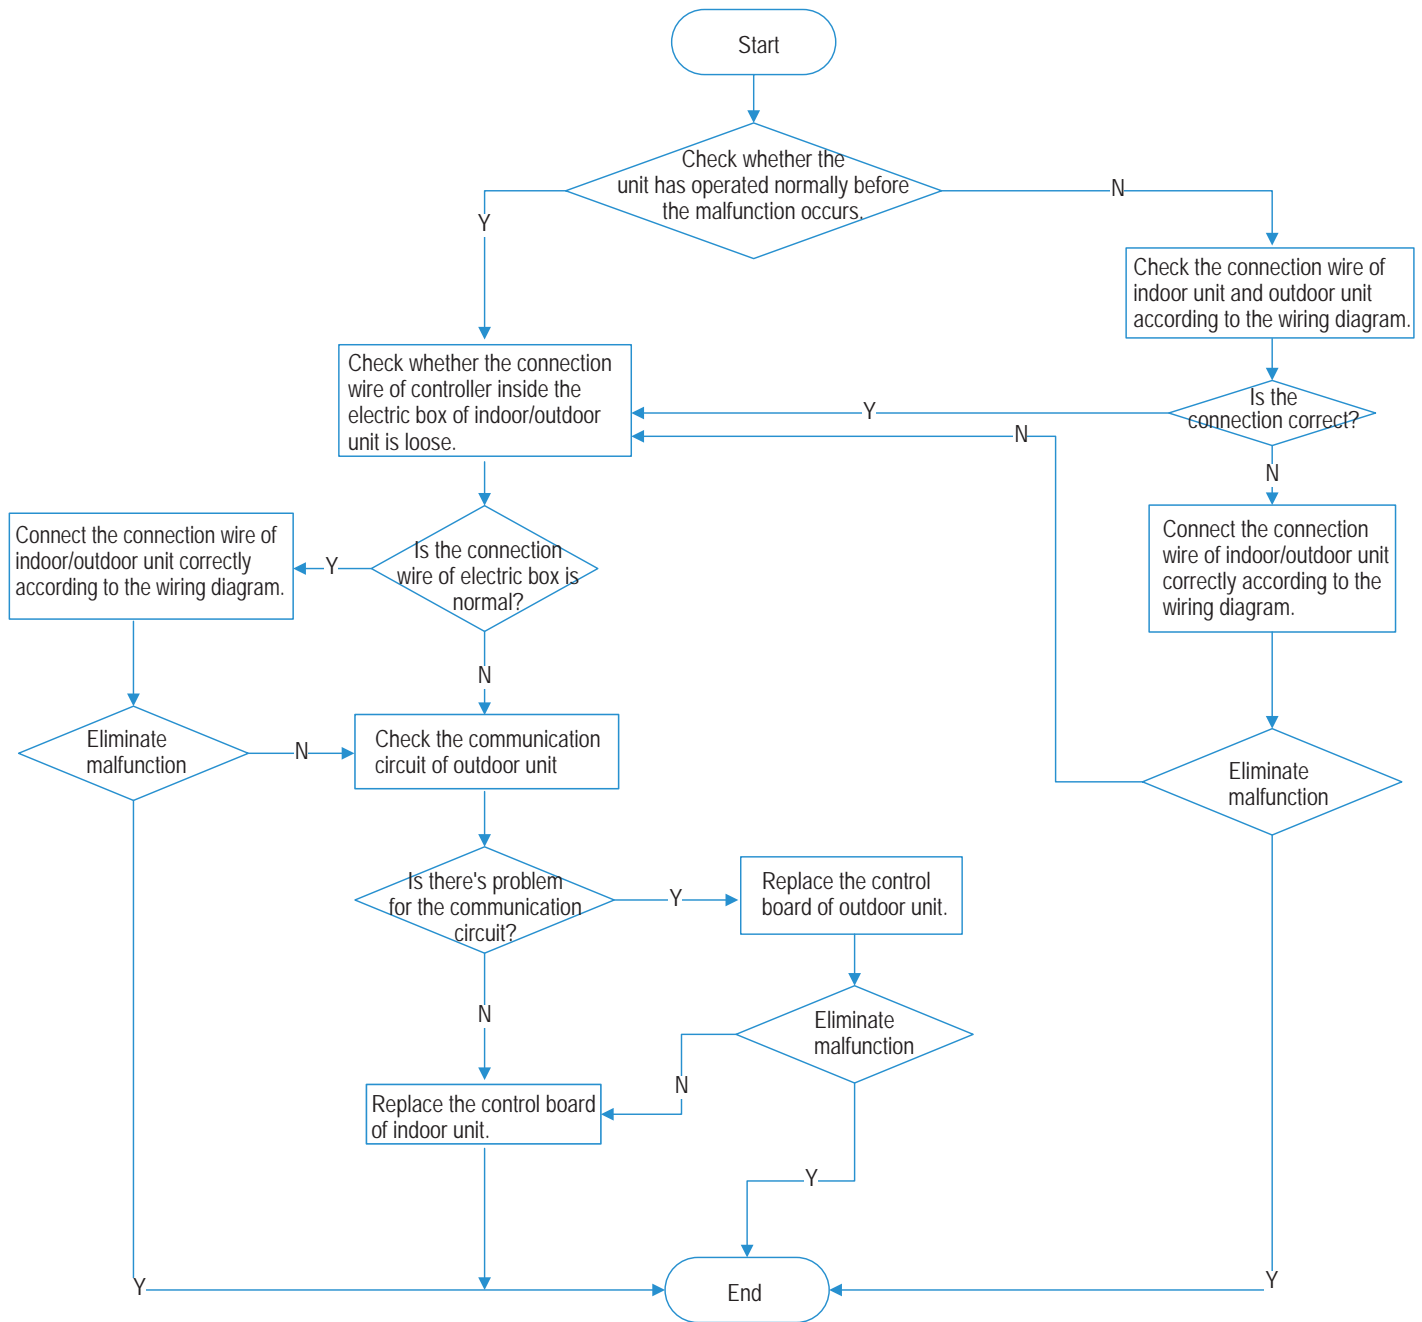 Start
Check whether the
unit has operated normally before
the malfunction occurs.
N
Y
Check the connection wire of
indoor unit and outdoor unit
according to the wiring diagram.
Check whether the connection
wire of controller inside the
electric box of indoor/outdoor
unit is loose.
Y
Is the
connection correct?
N
N
Connect the connection wire of
indoor/outdoor unit correctly
according to the wiring diagram.
Y
Is the connection
wire of electric box is
normal?
Connect the connection
wire of indoor/outdoor unit
correctly according to the
wiring diagram.
N
Eliminate
malfunction
N
Check the communication
circuit of outdoor unit
Eliminate
malfunction
Is there's problem
for the communication
circuit?
Y
Replace the control
board of outdoor unit.
N
Eliminate
malfunction
N
Replace the control board
of indoor unit.
Y
Y
End
Y